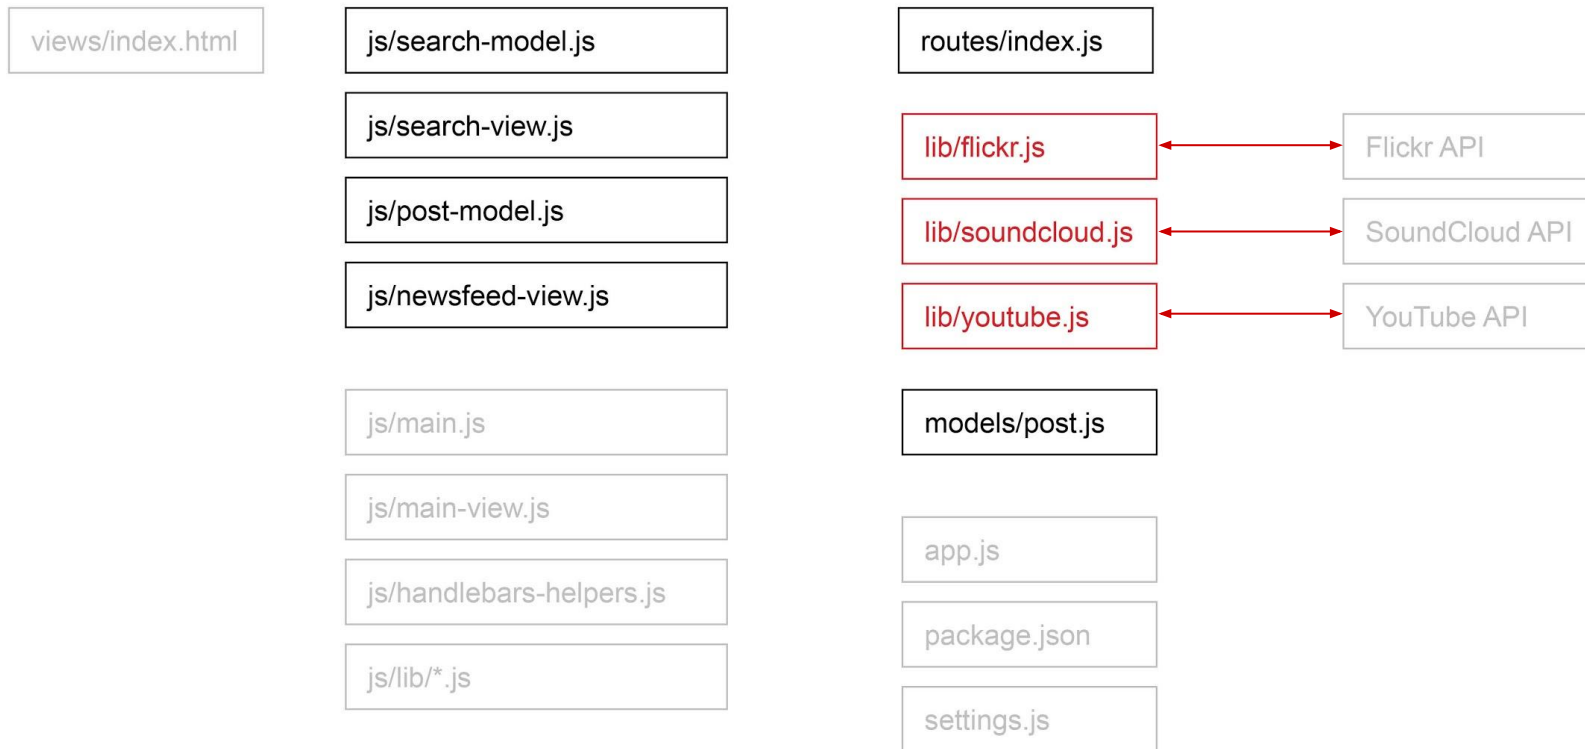 views/index.html
js/search-model.js
js/search-view.js
js/post-model.js
js/newsfeed-view.js
js/main.js
js/main-view.js
js/handlebars-helpers.js
js/lib/*.js
routes/index.js
lib/flickr.js
lib/soundcloud.js
lib/youtube.js
models/post.js
app.js
package.json
settings.js
Flickr API
SoundCloud API
YouTube API